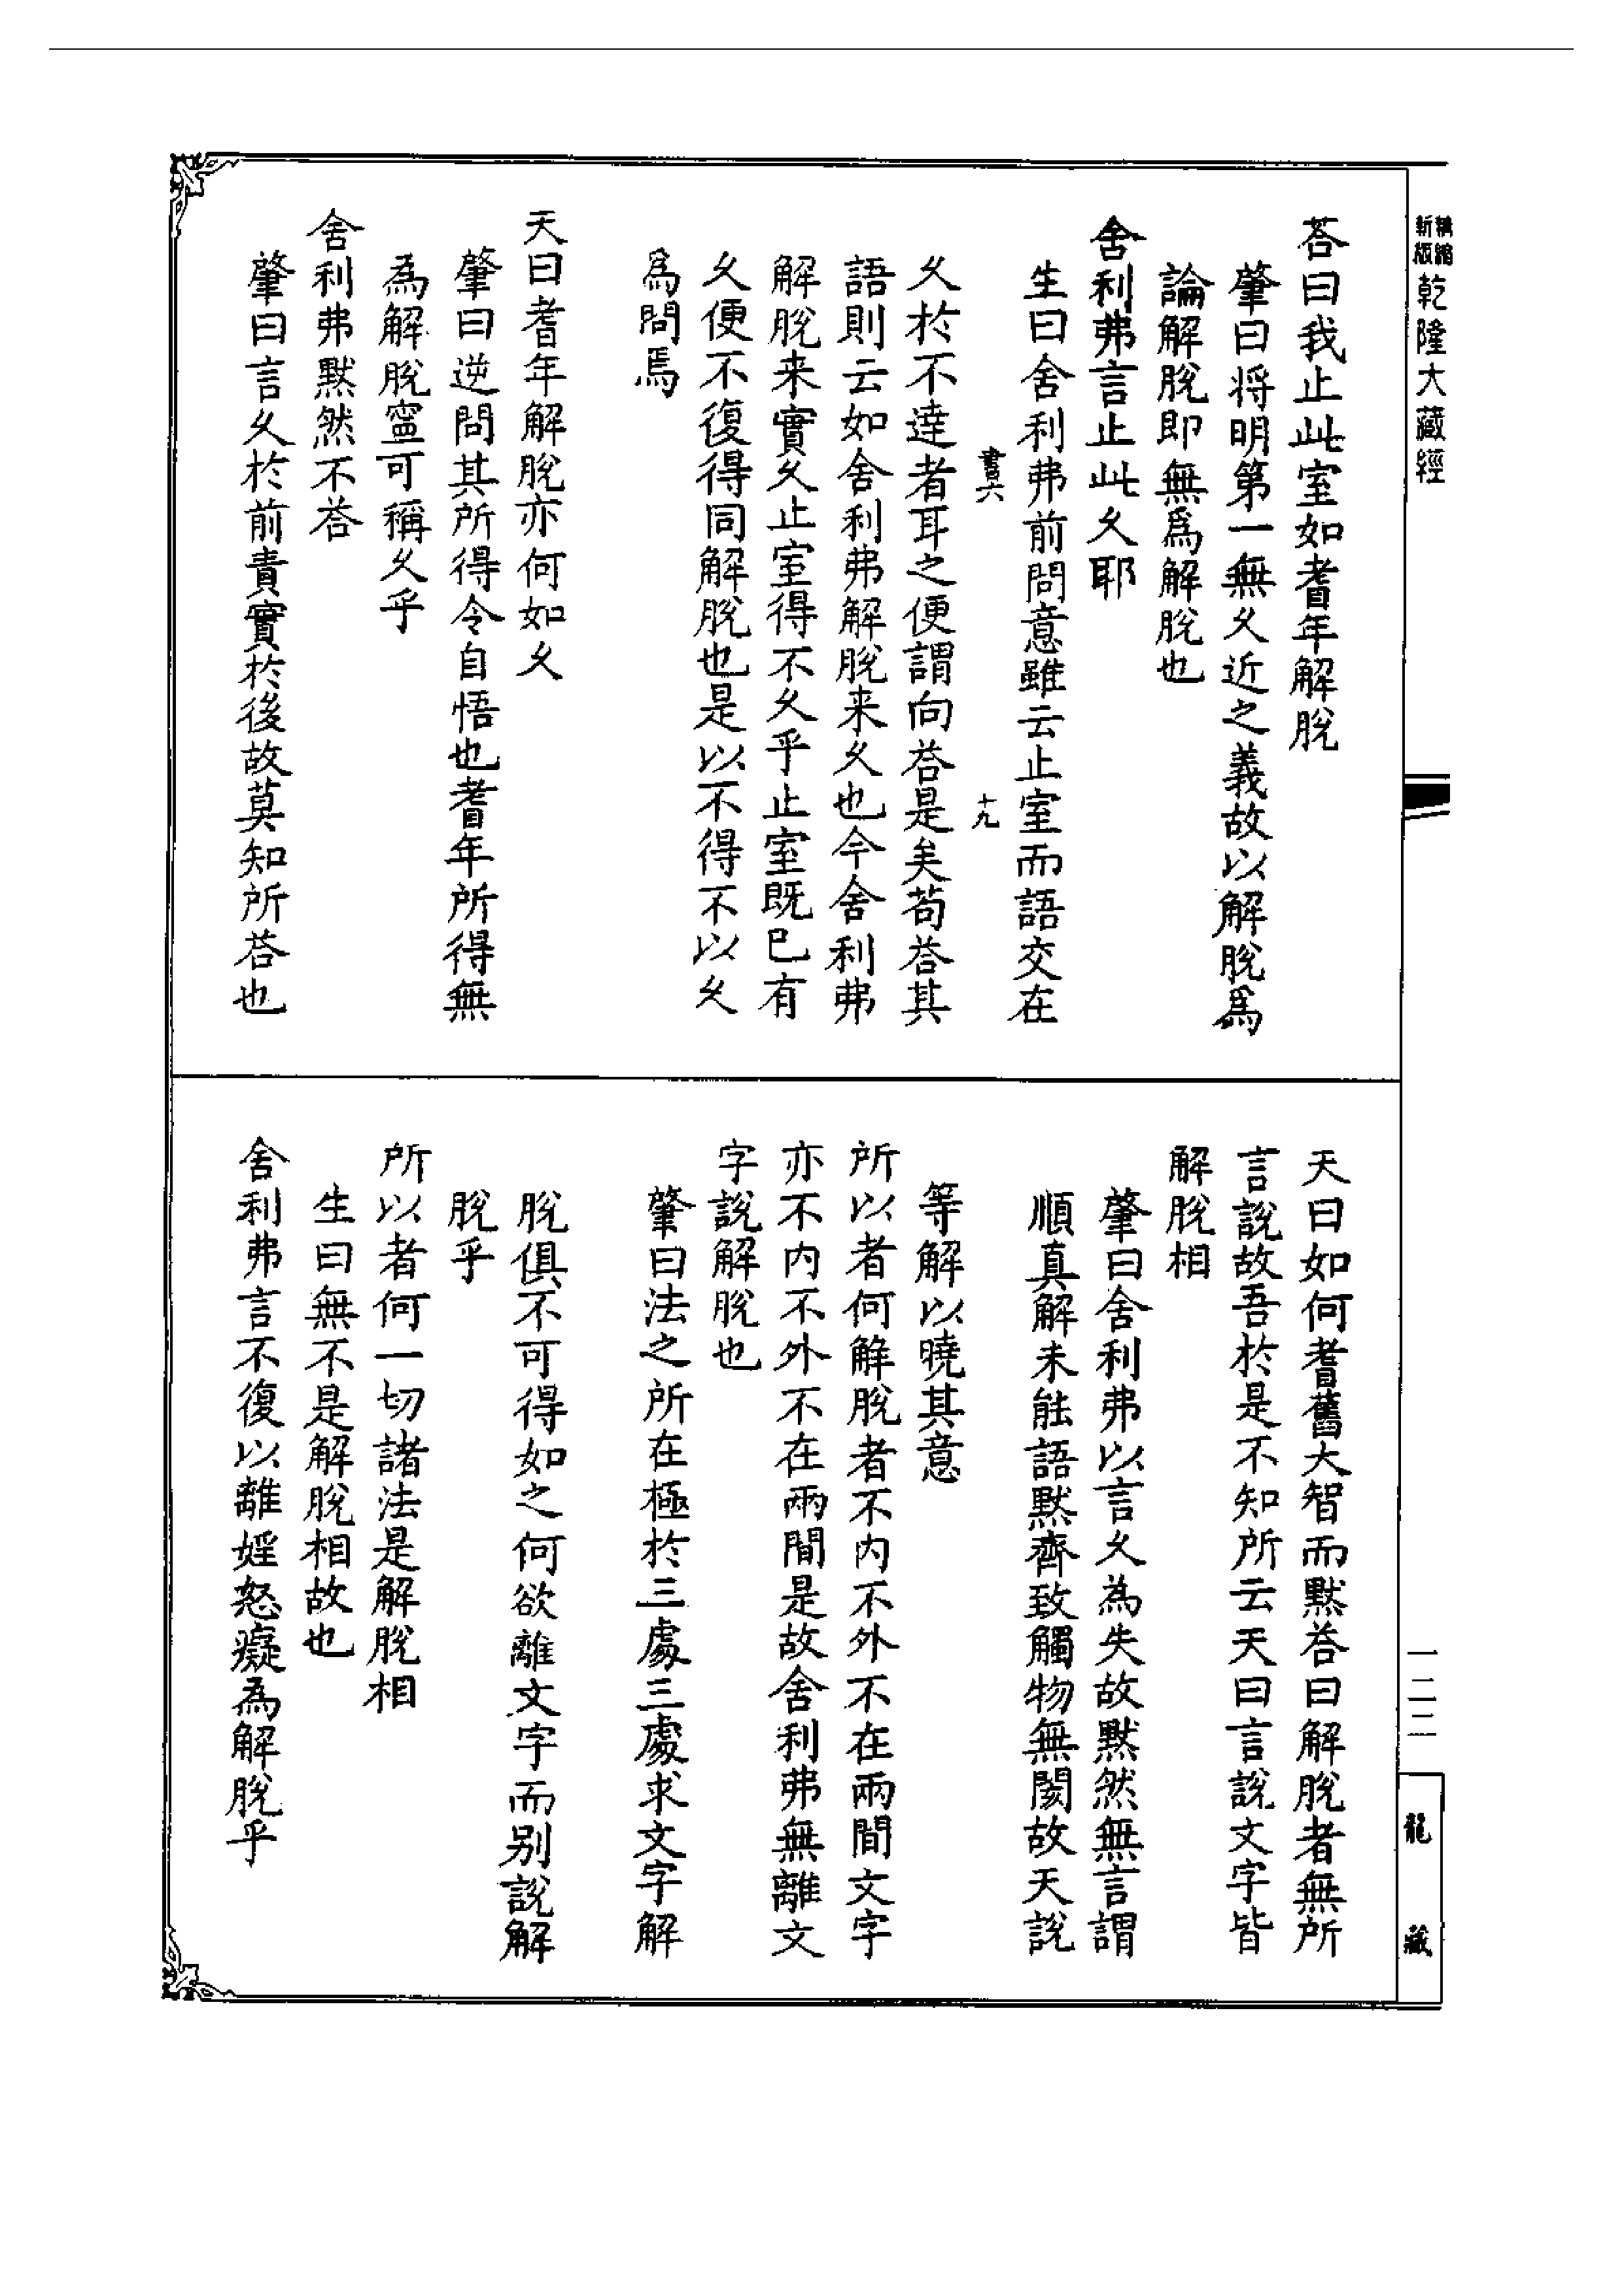 新版精縮乾隆大藏經
荅曰我止此室如耆年解脫
肇曰將明第一無久近之義故以解脫爲
論解脫即無爲解脫也
舍利弗言止此久耶
生曰舍利弗前問意雖云止室而語交在
書六 十九
久於不達者耳之便謂向荅是矣苟荅其
語則云如舍利弗解脫来久也今舍利弗
解脫来實久止室得不久乎止室既已有
久便不復得同解脫也是以不得不以久
爲問焉
天曰耆年解脫亦何如久
肇曰逆問其所得令自悟也耆年所得無
為解脫寧可稱久乎
舍利弗默然不荅
肇曰言久於前責實於後故莫知所荅也
天曰如何耆舊大智而默荅曰解脫者無所
言說故吾於是不知所云天曰言說文字皆
解脫相
肇曰舍利弗以言久為失故默然無言謂
順真解未能語默齊致觸物無閡故天說
等解以曉其意
所以者何解脫者不内不外不在兩間文字
亦不内不外不在兩間是故舍利弗無離文
字說解脫也
肇曰法之所在極於三處三處求文字解
脫俱不可得如之何欲離文字而别說解
脫乎
所以者何一切諸法是解脫相
生曰無不是解脫相故也
舍利弗言不復以離婬怒癡為解脫乎
一二二
龍藏